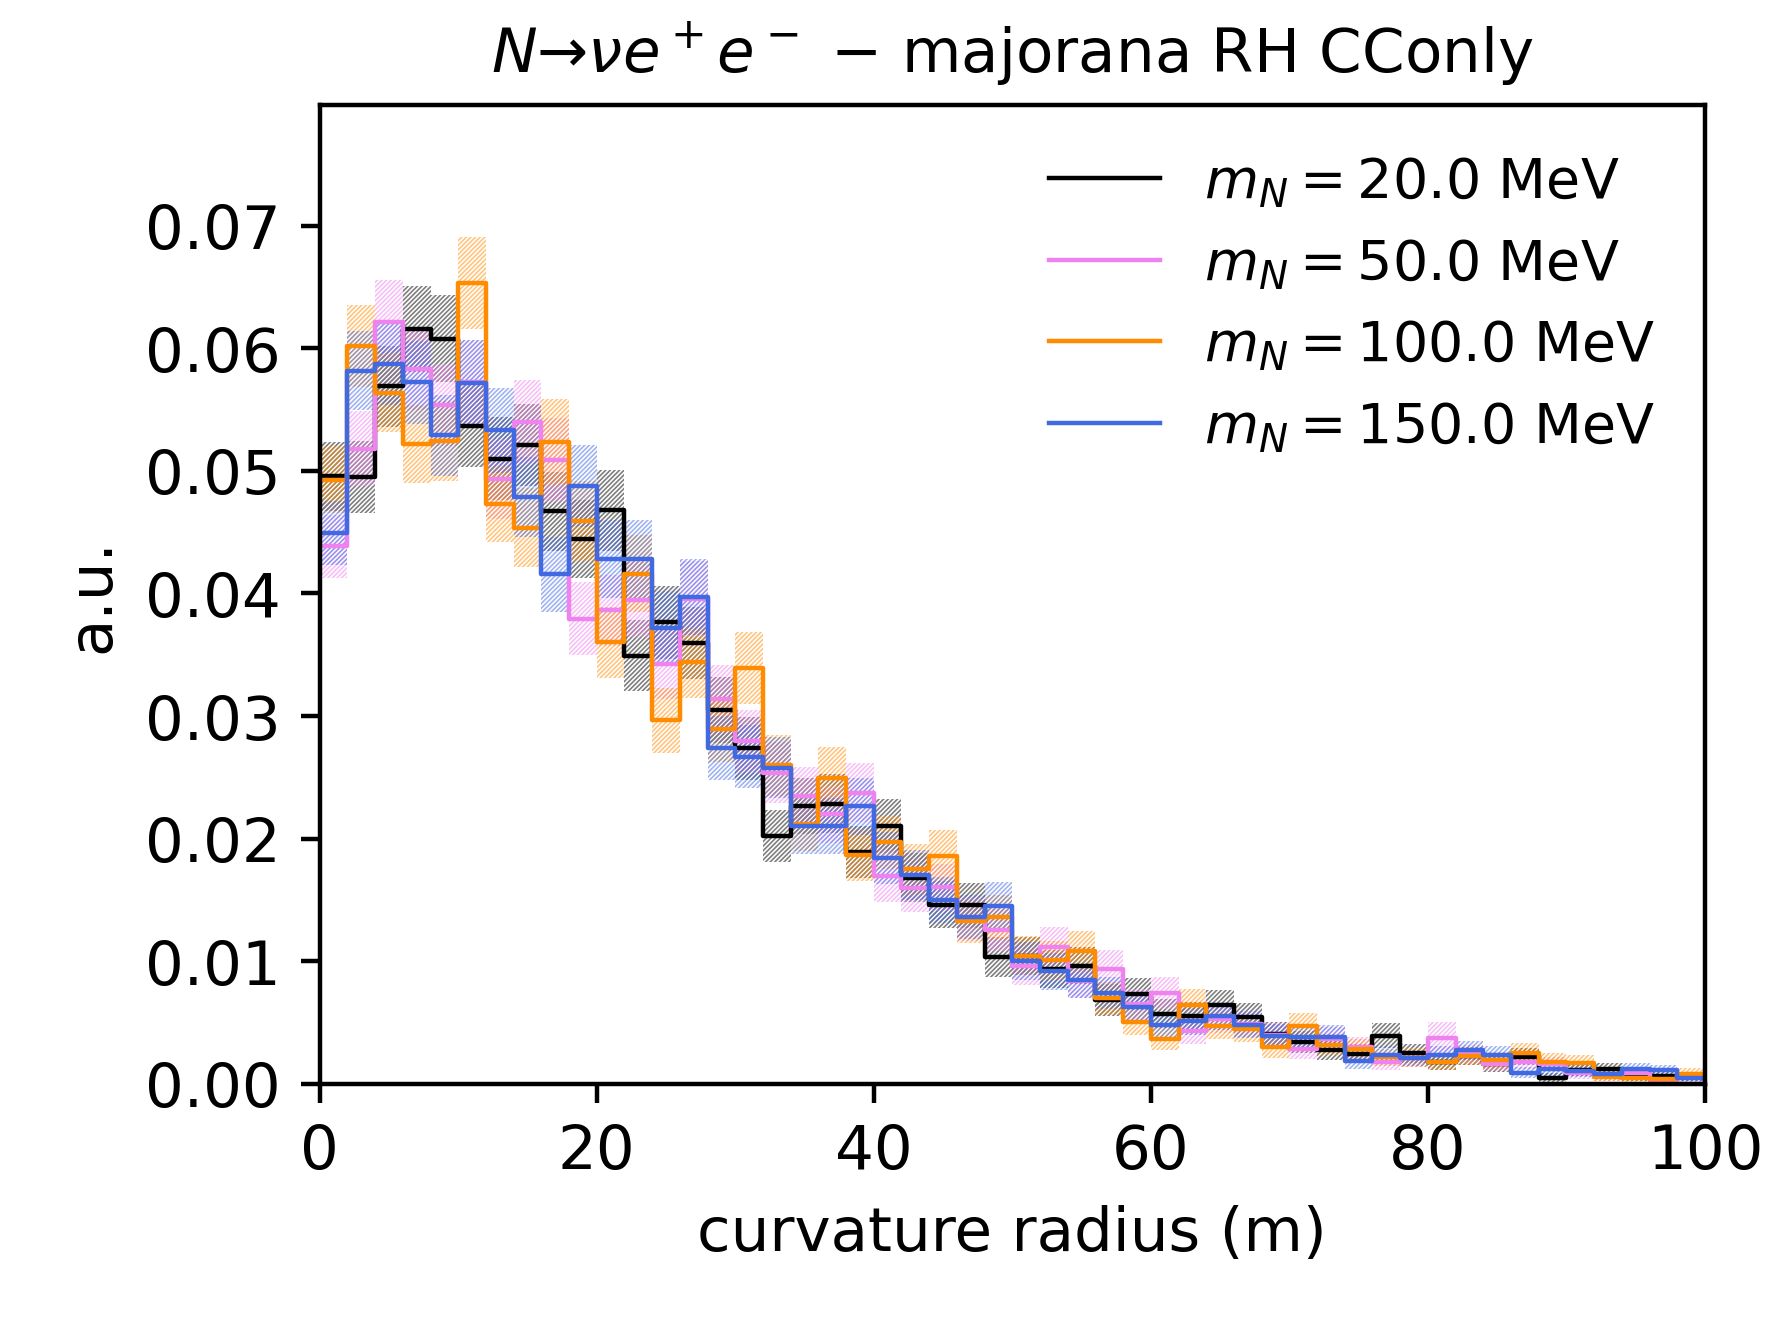 N→νe⁺e⁻ − majorana RH CConly
m_N = 20.0 MeV
m_N = 50.0 MeV
m_N = 100.0 MeV
m_N = 150.0 MeV
a.u.
0.07
0.06
0.05
0.04
0.03
0.02
0.01
0.00
0 20 40 60 80 100
curvature radius (m)